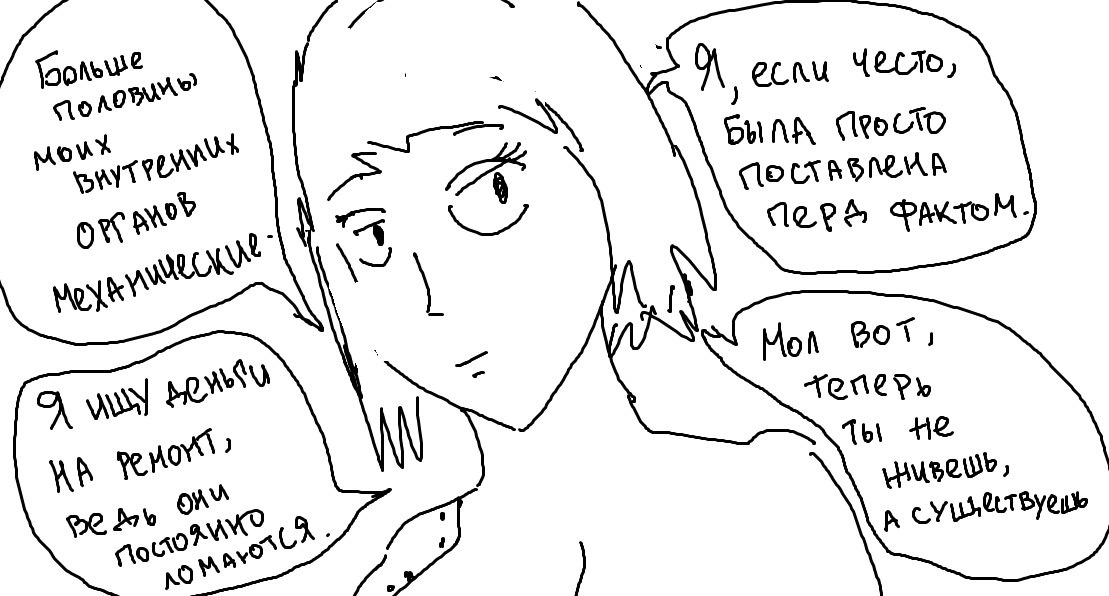 Больше
половины
моих
внутренних
органов
механические.
Я ищу деньги
на ремонт,
ведь они
постоянно
ломаются.
Я, если често,
была просто
поставлена
перд фактом.
Мол вот,
теперь
ты не
живешь,
а существуешь